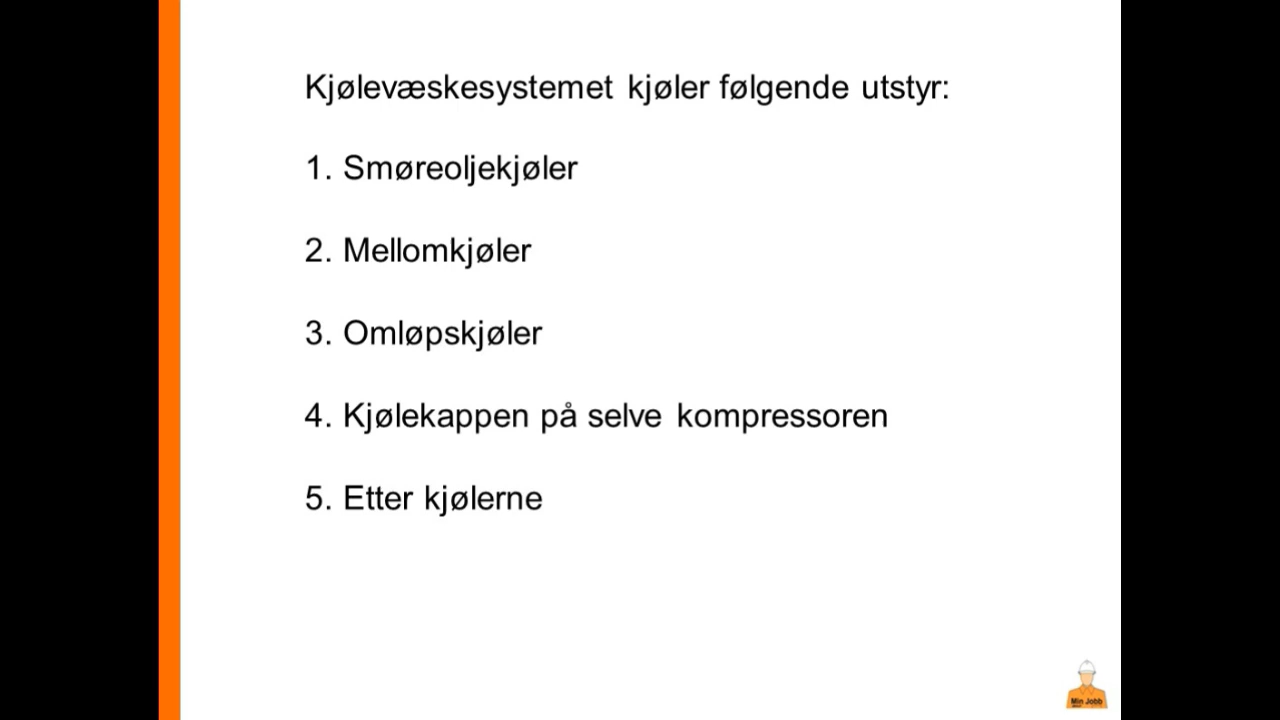 Kjølevæskesystemet kjøler følgende utstyr:
1. Smøreoljekjøler
2. Mellomkjøler
3. Omløpskjøler
4. Kjølekappen på selve kompressoren
5. Etter kjølerne
Min Jobb